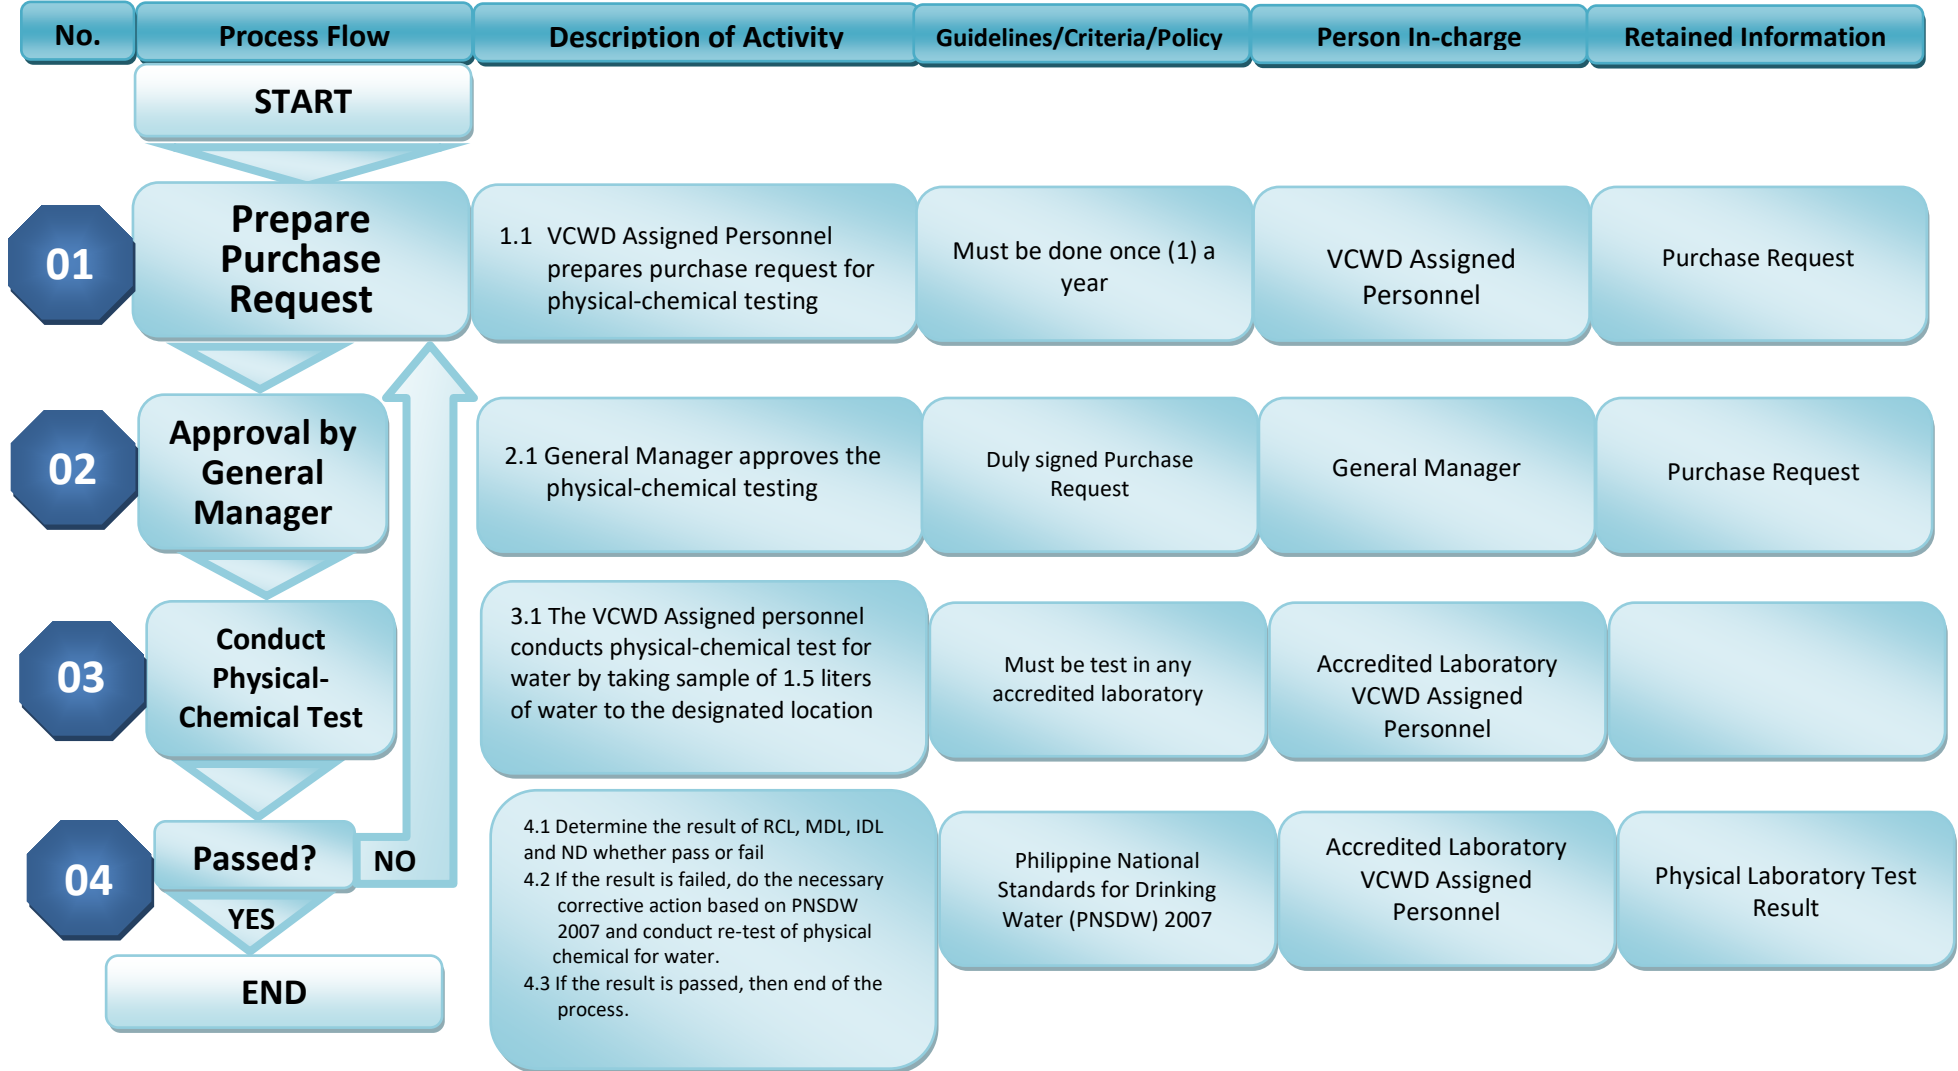 No.
Process Flow
Description of Activity
Guidelines/Criteria/Policy
Person In-charge
Retained Information
START
01
Prepare
Purchase
Request
1.1 VCWD Assigned Personnel
prepares purchase request for
physical-chemical testing
Must be done once (1) a
year
VCWD Assigned
Personnel
Purchase Request
02
Approval by
General
Manager
2.1 General Manager approves the
physical-chemical testing
Duly signed Purchase
Request
General Manager
Purchase Request
03
Conduct
Physical-
Chemical Test
3.1 The VCWD Assigned personnel
conducts physical-chemical test for
water by taking sample of 1.5 liters
of water to the designated location
Must be test in any
accredited laboratory
Accredited Laboratory
VCWD Assigned
Personnel
04
Passed?
NO
YES
4.1 Determine the result of RCL, MDL, IDL
and ND whether pass or fail
4.2 If the result is failed, do the necessary
corrective action based on PNSDW
2007 and conduct re-test of physical
chemical for water.
4.3 If the result is passed, then end of the
process.
Philippine National
Standards for Drinking
Water (PNSDW) 2007
Accredited Laboratory
VCWD Assigned
Personnel
Physical Laboratory Test
Result
END